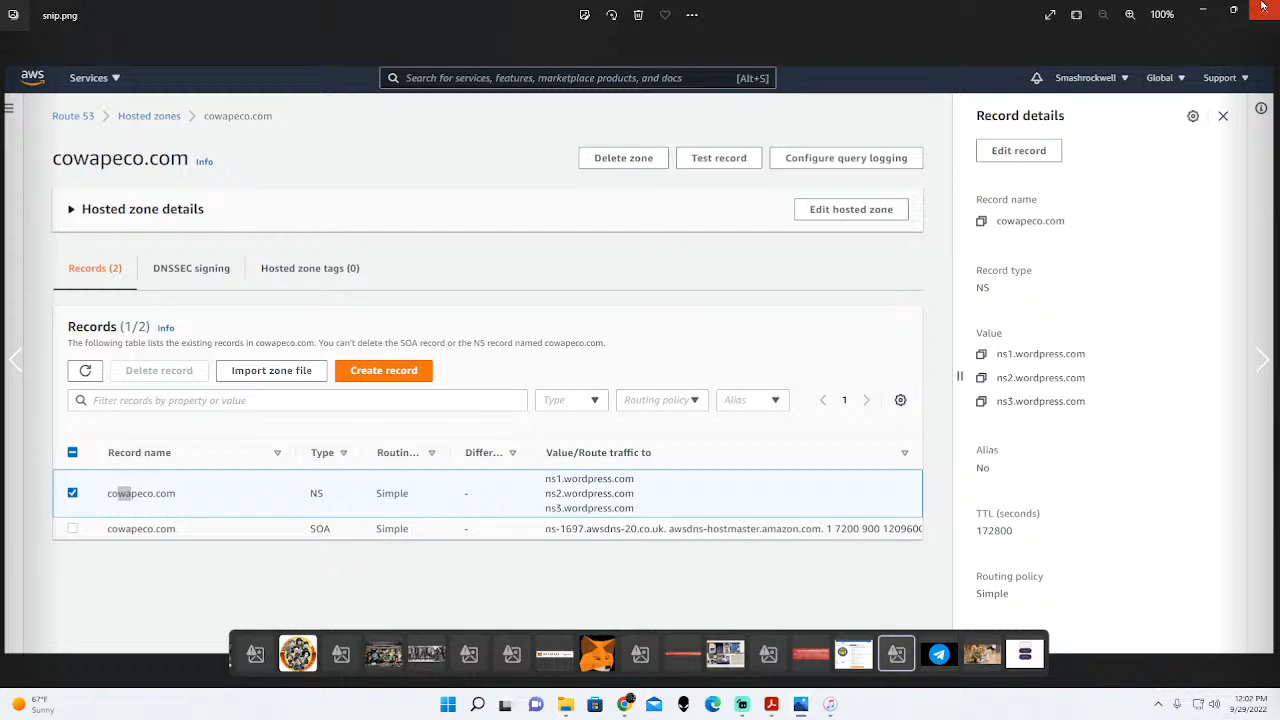 snip.png
100%
aws
Services
Search for services, features, marketplace products, and docs
[Alt+S]
Smashrockwell
Global
Support
Route 53
Hosted zones
cowapeco.com
cowapeco.com
Info
Delete zone
Test record
Configure query logging
Hosted zone details
Edit hosted zone
Records (2)
DNSSEC signing
Hosted zone tags (0)
Records (1/2)
Info
The following table lists the existing records in cowapeco.com. You can't delete the SOA record or the NS record named cowapeco.com.
Delete record
Import zone file
Create record
Filter records by property or value
Type
Routing policy
Alias
1
Record name
Type
Routin...
Differ...
Value/Route traffic to
cowapeco.com
NS
Simple
-
ns1.wordpress.com
ns2.wordpress.com
ns3.wordpress.com
cowapeco.com
SOA
Simple
-
ns-1697.awsdns-20.co.uk. awsdns-hostmaster.amazon.com. 1 7200 900 1209600
Record details
Edit record
Record name
cowapeco.com
Record type
NS
Value
ns1.wordpress.com
ns2.wordpress.com
ns3.wordpress.com
Alias
No
TTL (seconds)
172800
Routing policy
Simple
67°F
Sunny
12:02 PM
9/29/2022